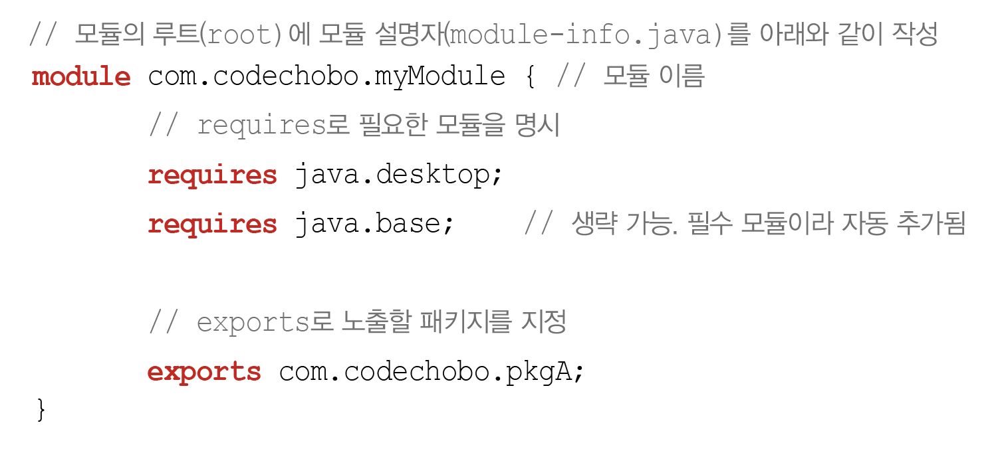 // 모듈의 루트(root)에 모듈 설명자(module-info.java)를 아래와 같이 작성
module com.codechobo.myModule { // 모듈 이름
// requires로 필요한 모듈을 명시
requires java.desktop;
requires java.base; // 생략 가능. 필수 모듈이라 자동 추가됨
// exports로 노출할 패키지를 지정
exports com.codechobo.pkgA;
}